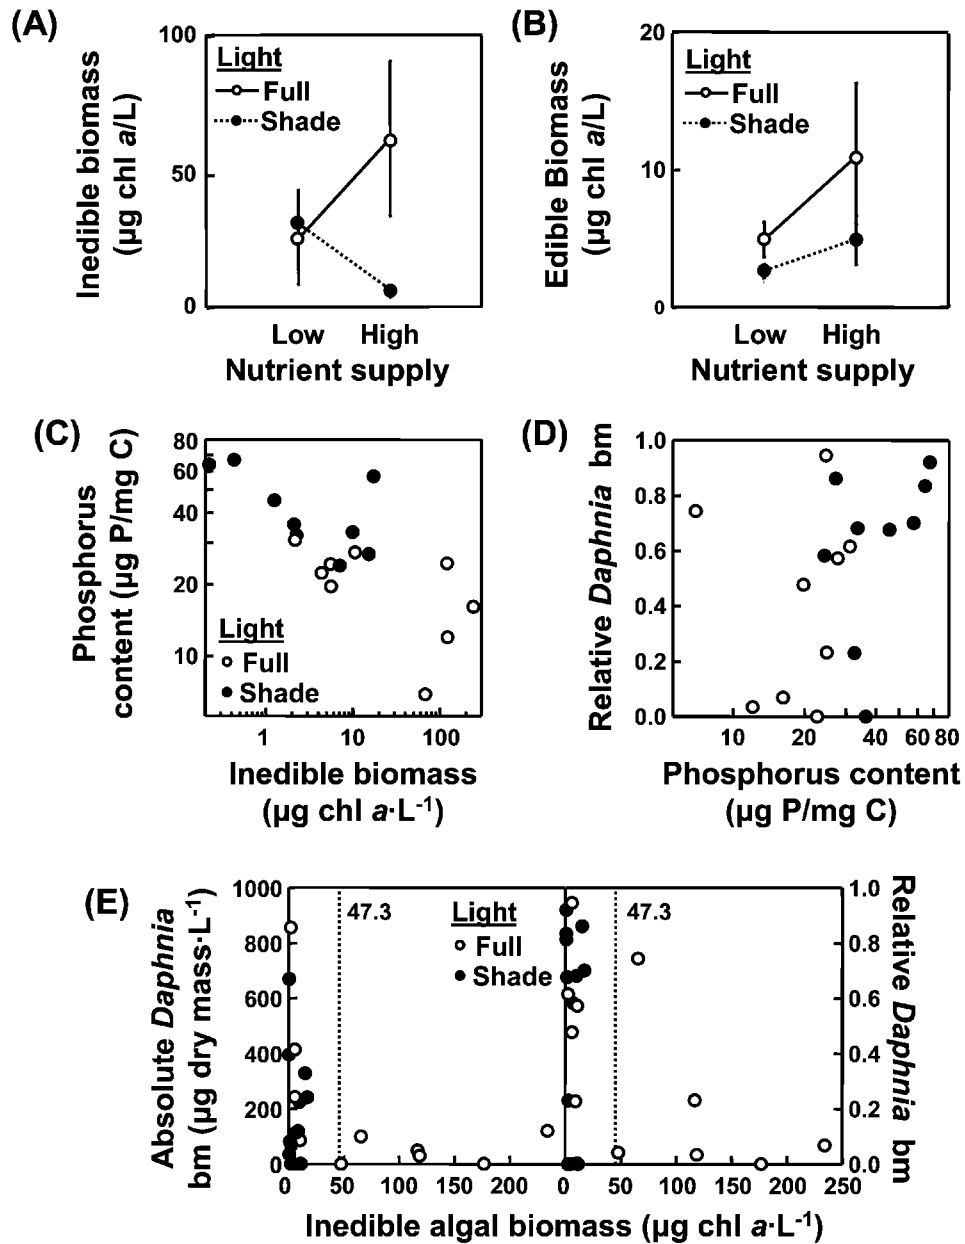 (A)
100
50
0
Inedible biomass
(µg chl a/L)
Light
Full
Shade
Low High
Nutrient supply
(B)
20
10
0
Edible Biomass
(µg chl a/L)
Light
Full
Shade
Low High
Nutrient supply
(C)
80
60
40
20
10
Phosphorus
content (µg P/mg C)
Light
Full
Shade
1 10 100
Inedible biomass
(µg chl a·L-1)
(D)
1.0
0.8
0.6
0.4
0.2
0.0
Relative Daphnia bm
10 20 40 60 80
Phosphorus content
(µg P/mg C)
(E)
1000
800
600
400
200
0
Absolute Daphnia
bm (µg dry mass·L-1)
47.3
Light
Full
Shade
47.3
1.0
0.8
0.6
0.4
0.2
0.0
Relative Daphnia bm
0 50 100 150 200 0 50 100 150 200 250
Inedible algal biomass (µg chl a·L-1)